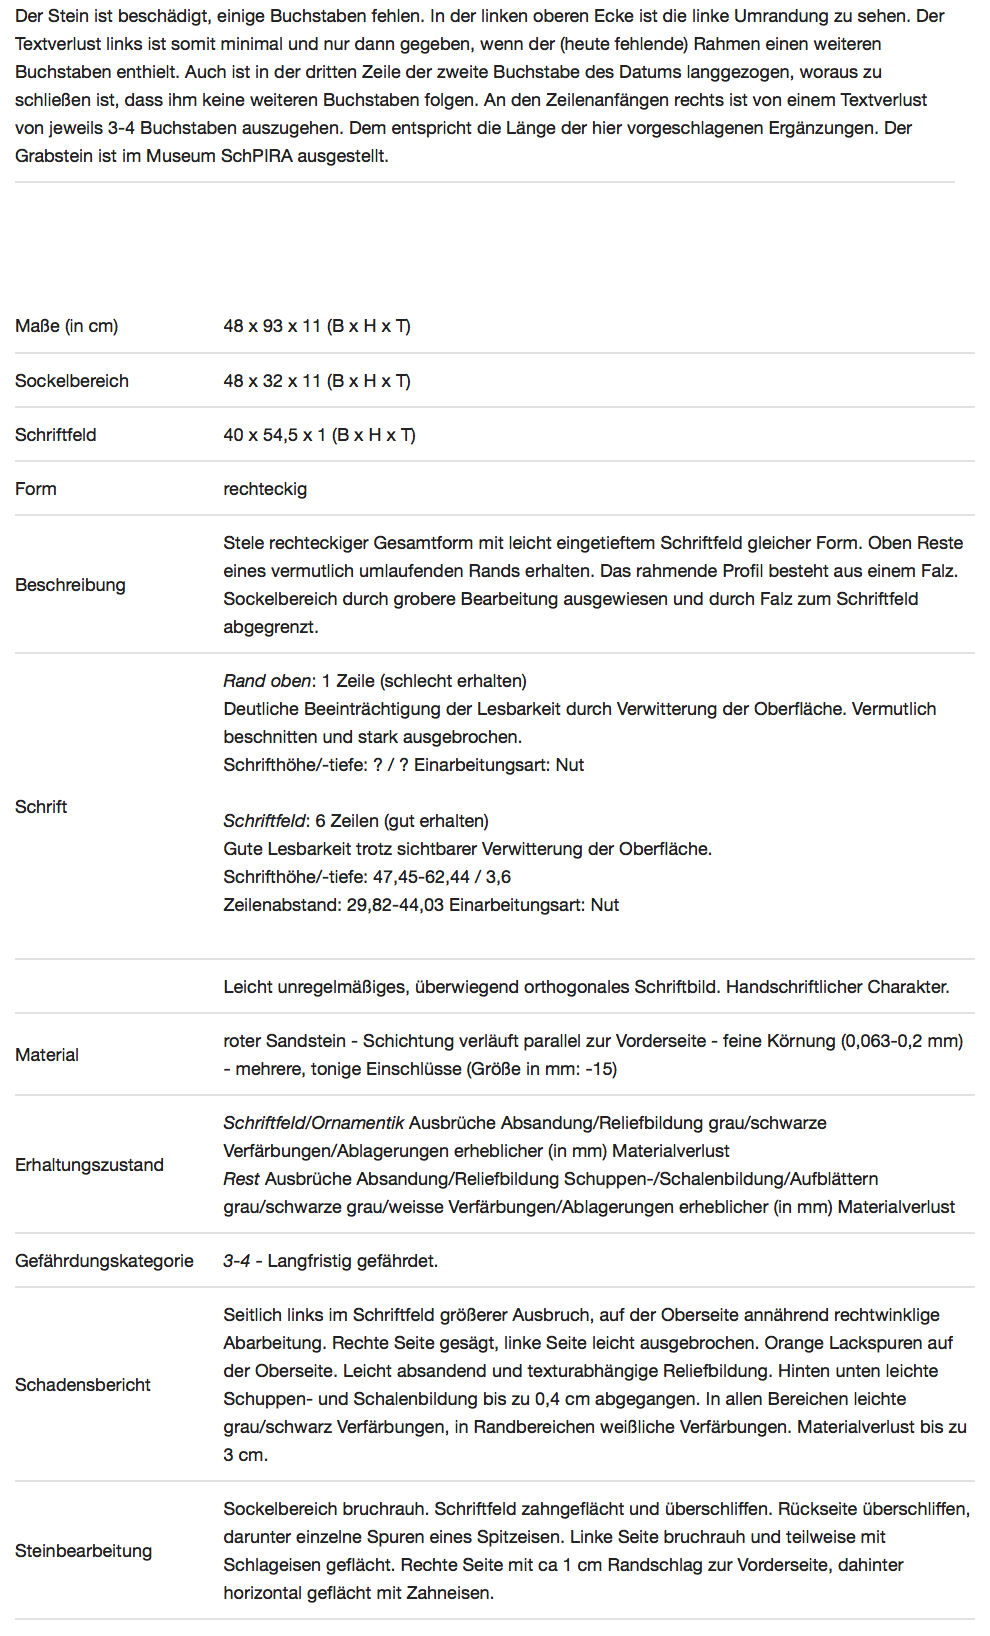 Der Stein ist beschädigt, einige Buchstaben fehlen. In der linken oberen Ecke ist die linke Umrandung zu sehen. Der
Textverlust links ist somit minimal und nur dann gegeben, wenn der (heute fehlende) Rahmen einen weiteren
Buchstaben enthielt. Auch ist in der dritten Zeile der zweite Buchstabe des Datums langgezogen, woraus zu
schließen ist, dass ihm keine weiteren Buchstaben folgen. An den Zeilenanfängen rechts ist von einem Textverlust
von jeweils 3-4 Buchstaben auszugehen. Dem entspricht die Länge der hier vorgeschlagenen Ergänzungen. Der
Grabstein ist im Museum SchPIRA ausgestellt.
Maße (in cm) 48 x 93 x 11 (B x H x T)
Sockelbereich 48 x 32 x 11 (B x H x T)
Schriftfeld 40 x 54,5 x 1 (B x H x T)
Form rechteckig
Beschreibung
Stele rechteckiger Gesamtform mit leicht eingetieftem Schriftfeld gleicher Form. Oben Reste
eines vermutlich umlaufenden Rands erhalten. Das rahmende Profil besteht aus einem Falz.
Sockelbereich durch grobere Bearbeitung ausgewiesen und durch Falz zum Schriftfeld
abgegrenzt.
Schrift
Rand oben: 1 Zeile (schlecht erhalten)
Deutliche Beeinträchtigung der Lesbarkeit durch Verwitterung der Oberfläche. Vermutlich
beschnitten und stark ausgebrochen.
Schrifthöhe/-tiefe: ? / ? Einarbeitungsart: Nut
Schriftfeld: 6 Zeilen (gut erhalten)
Gute Lesbarkeit trotz sichtbarer Verwitterung der Oberfläche.
Schrifthöhe/-tiefe: 47,45-62,44 / 3,6
Zeilenabstand: 29,82-44,03 Einarbeitungsart: Nut
Leicht unregelmäßiges, überwiegend orthogonales Schriftbild. Handschriftlicher Charakter.
Material
roter Sandstein - Schichtung verläuft parallel zur Vorderseite - feine Körnung (0,063-0,2 mm)
- mehrere, tonige Einschlüsse (Größe in mm: -15)
Erhaltungszustand
Schriftfeld/Ornamentik Ausbrüche Absandung/Reliefbildung grau/schwarze
Verfärbungen/Ablagerungen erheblicher (in mm) Materialverlust
Rest Ausbrüche Absandung/Reliefbildung Schuppen-/Schalenbildung/Aufblättern
grau/schwarze grau/weisse Verfärbungen/Ablagerungen erheblicher (in mm) Materialverlust
Gefährdungskategorie 3-4 - Langfristig gefährdet.
Schadensbericht
Seitlich links im Schriftfeld größerer Ausbruch, auf der Oberseite annährend rechtwinklige
Abarbeitung. Rechte Seite gesägt, linke Seite leicht ausgebrochen. Orange Lackspuren auf
der Oberseite. Leicht absandend und texturabhängige Reliefbildung. Hinten unten leichte
Schuppen- und Schalenbildung bis zu 0,4 cm abgegangen. In allen Bereichen leichte
grau/schwarz Verfärbungen, in Randbereichen weißliche Verfärbungen. Materialverlust bis zu
3 cm.
Steinbearbeitung
Sockelbereich bruchrauh. Schriftfeld zahngeflächt und überschliffen. Rückseite überschliffen,
darunter einzelne Spuren eines Spitzeisen. Linke Seite bruchrauh und teilweise mit
Schlageisen geflächt. Rechte Seite mit ca 1 cm Randschlag zur Vorderseite, dahinter
horizontal geflächt mit Zahneisen.